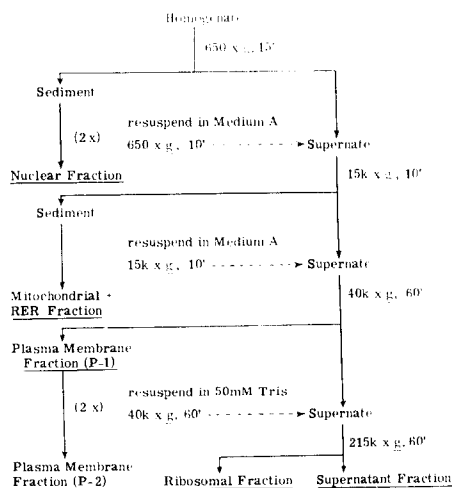 Homogenate
650 x g, 15'
Sediment
resuspend in Medium A
(2 x)
650 x g, 10'
Supernate
Nuclear Fraction
15k x g, 10'
Sediment
resuspend in Medium A
15k x g, 10'
Supernate
Mitochondrial +
RER Fraction
40k x g, 60'
Plasma Membrane
Fraction (P-1)
resuspend in 50mM Tris
(2 x)
40k x g, 60'
Supernate
215k x g, 60'
Plasma Membrane
Fraction (P-2)
Ribosomal Fraction
Supernatant Fraction